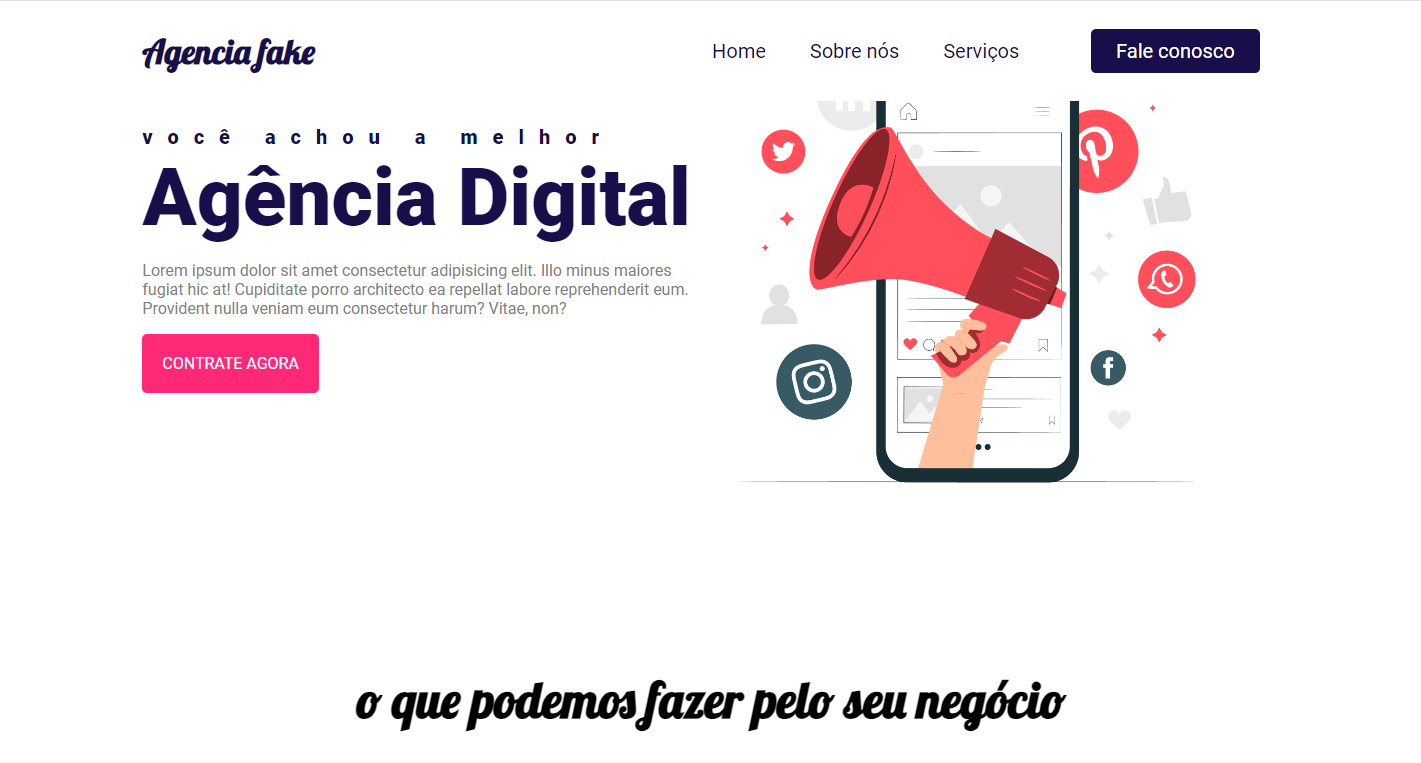 Agencia fake
Home Sobre nós Serviços Fale conosco
você achou a melhor
Agência Digital
Lorem ipsum dolor sit amet consectetur adipisicing elit. Illo minus maiores
fugiat hic at! Cupiditate porro architecto ea repellat labore reprehenderit eum.
Provident nulla veniam eum consectetur harum? Vitae, non?
CONTRATE AGORA
o que podemos fazer pelo seu negócio